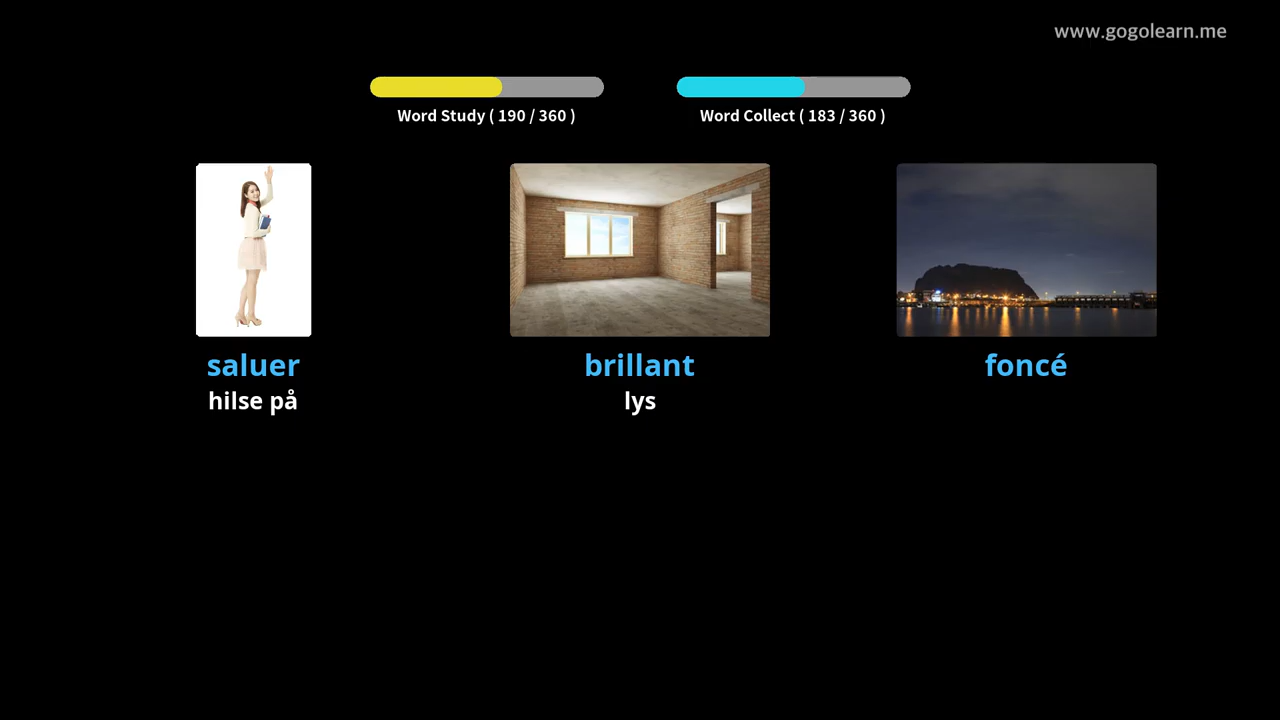 www.gogolearn.me
Word Study ( 190 / 360 )
Word Collect ( 183 / 360 )
saluer
hilse på
brillant
lys
foncé